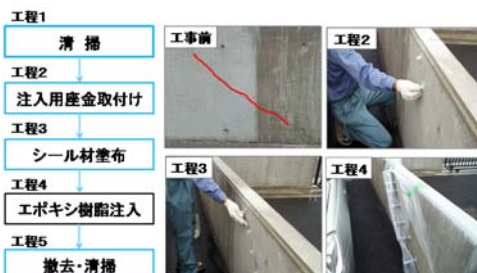 工程1
清 掃
工程2
注入用座金取付け
工程3
シール材塗布
工程4
エポキシ樹脂注入
工程5
撤去・清掃
工事前
工程2
工程3
工程4